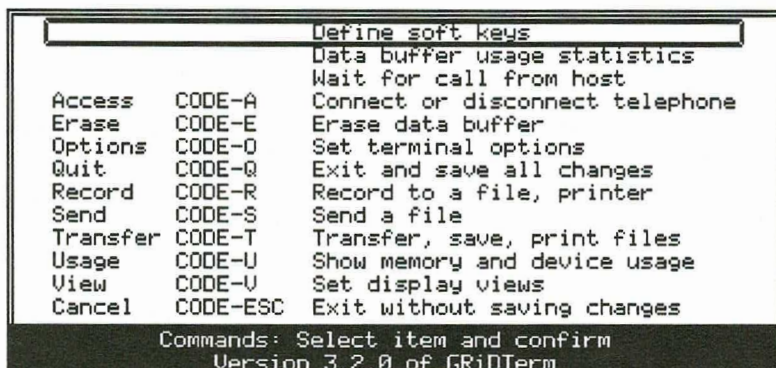 Define soft keys
Data buffer usage statistics
Wait for call from host
Access CODE-A Connect or disconnect telephone
Erase CODE-E Erase data buffer
Options CODE-O Set terminal options
Quit CODE-Q Exit and save all changes
Record CODE-R Record to a file, printer
Send CODE-S Send a file
Transfer CODE-T Transfer, save, print files
Usage CODE-U Show memory and device usage
View CODE-V Set display views
Cancel CODE-ESC Exit without saving changes
Commands: Select item and confirm
Version 3.2.0 of GRiDTerm